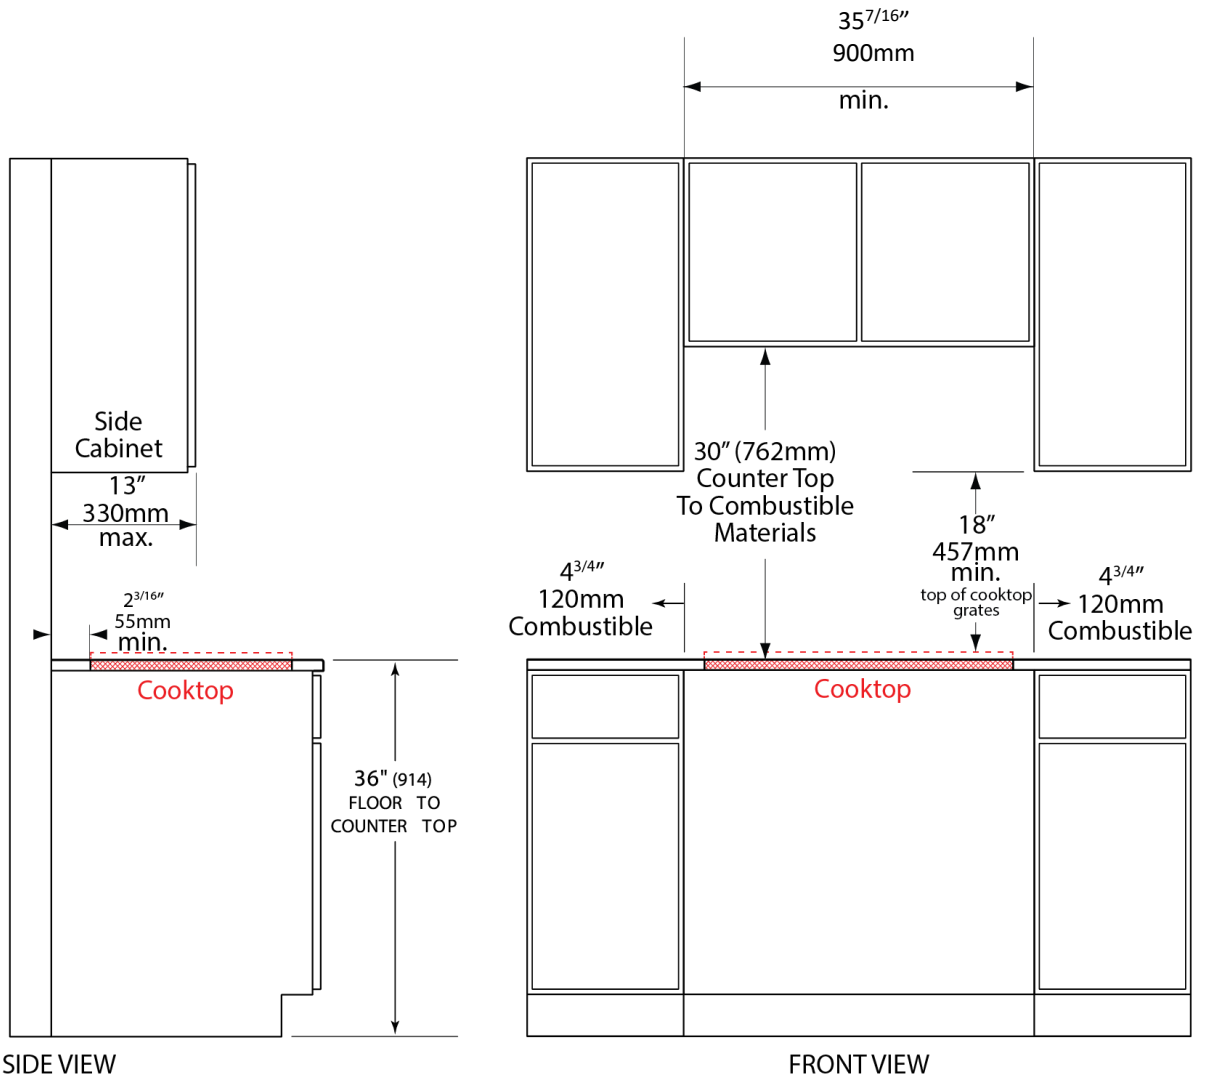 35 7/16”
900mm
min.
Side
Cabinet
13”
330mm
max.
2 3/16”
55mm
min.
Cooktop
36" (914)
FLOOR TO
COUNTER TOP
SIDE VIEW
30” (762mm)
Counter Top
To Combustible
Materials
18”
457mm
min.
top of cooktop
grates
4 3/4”
120mm
Combustible
4 3/4”
120mm
Combustible
Cooktop
FRONT VIEW